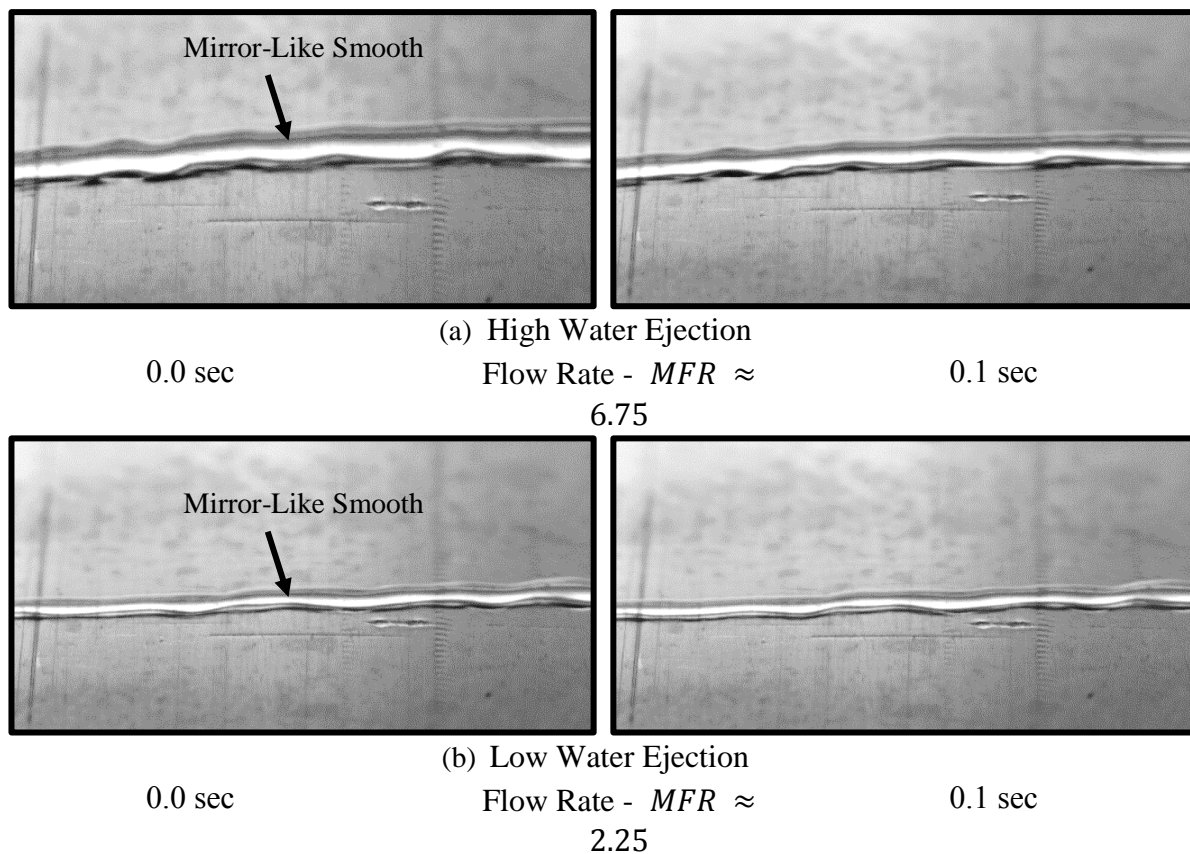 Mirror-Like Smooth
(a) High Water Ejection
0.0 sec Flow Rate - MFR ≈ 0.1 sec
6.75
Mirror-Like Smooth
(b) Low Water Ejection
0.0 sec Flow Rate - MFR ≈ 0.1 sec
2.25